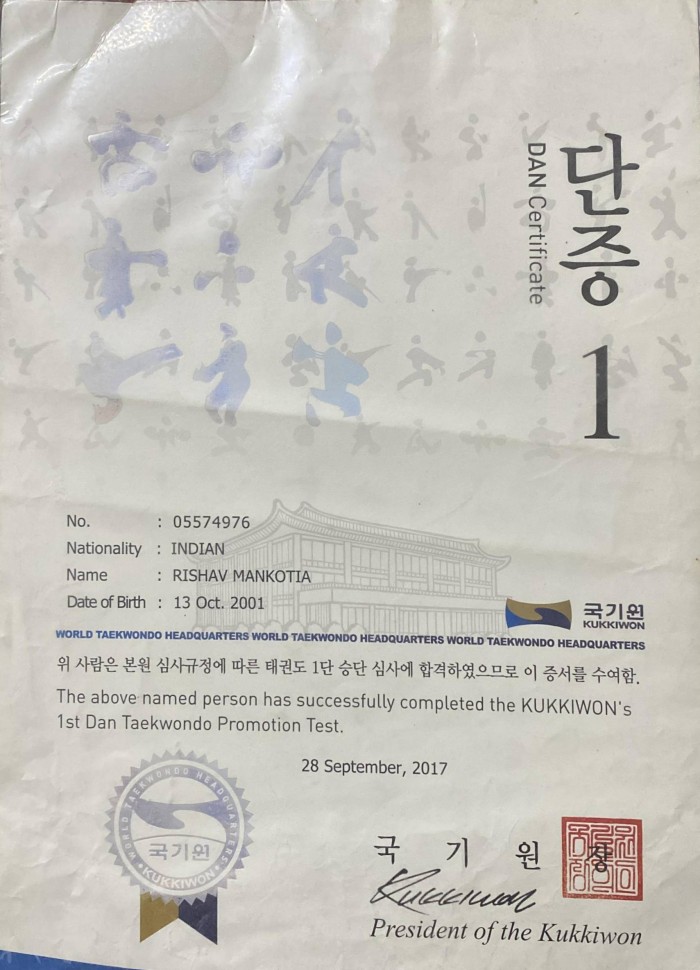 단증
DAN Certificate
1
No. : 05574976
Nationality : INDIAN
Name : RISHAV MANKOTIA
Date of Birth : 13 Oct. 2001
국기원
KUKKIWON
WORLD TAEKWONDO HEADQUARTERS WORLD TAEKWONDO HEADQUARTERS WORLD TAEKWONDO HEADQUARTERS
위 사람은 본원 심사규정에 따른 태권도 1단 승단 심사에 합격하였으므로 이 증서를 수여함.
The above named person has successfully completed the KUKKIWON's
1st Dan Taekwondo Promotion Test.
28 September, 2017
WORLD TAEKWONDO HEADQUARTERS
국기원
KUKKIWON
국 기 원 장
Kukkiwon
President of the Kukkiwon